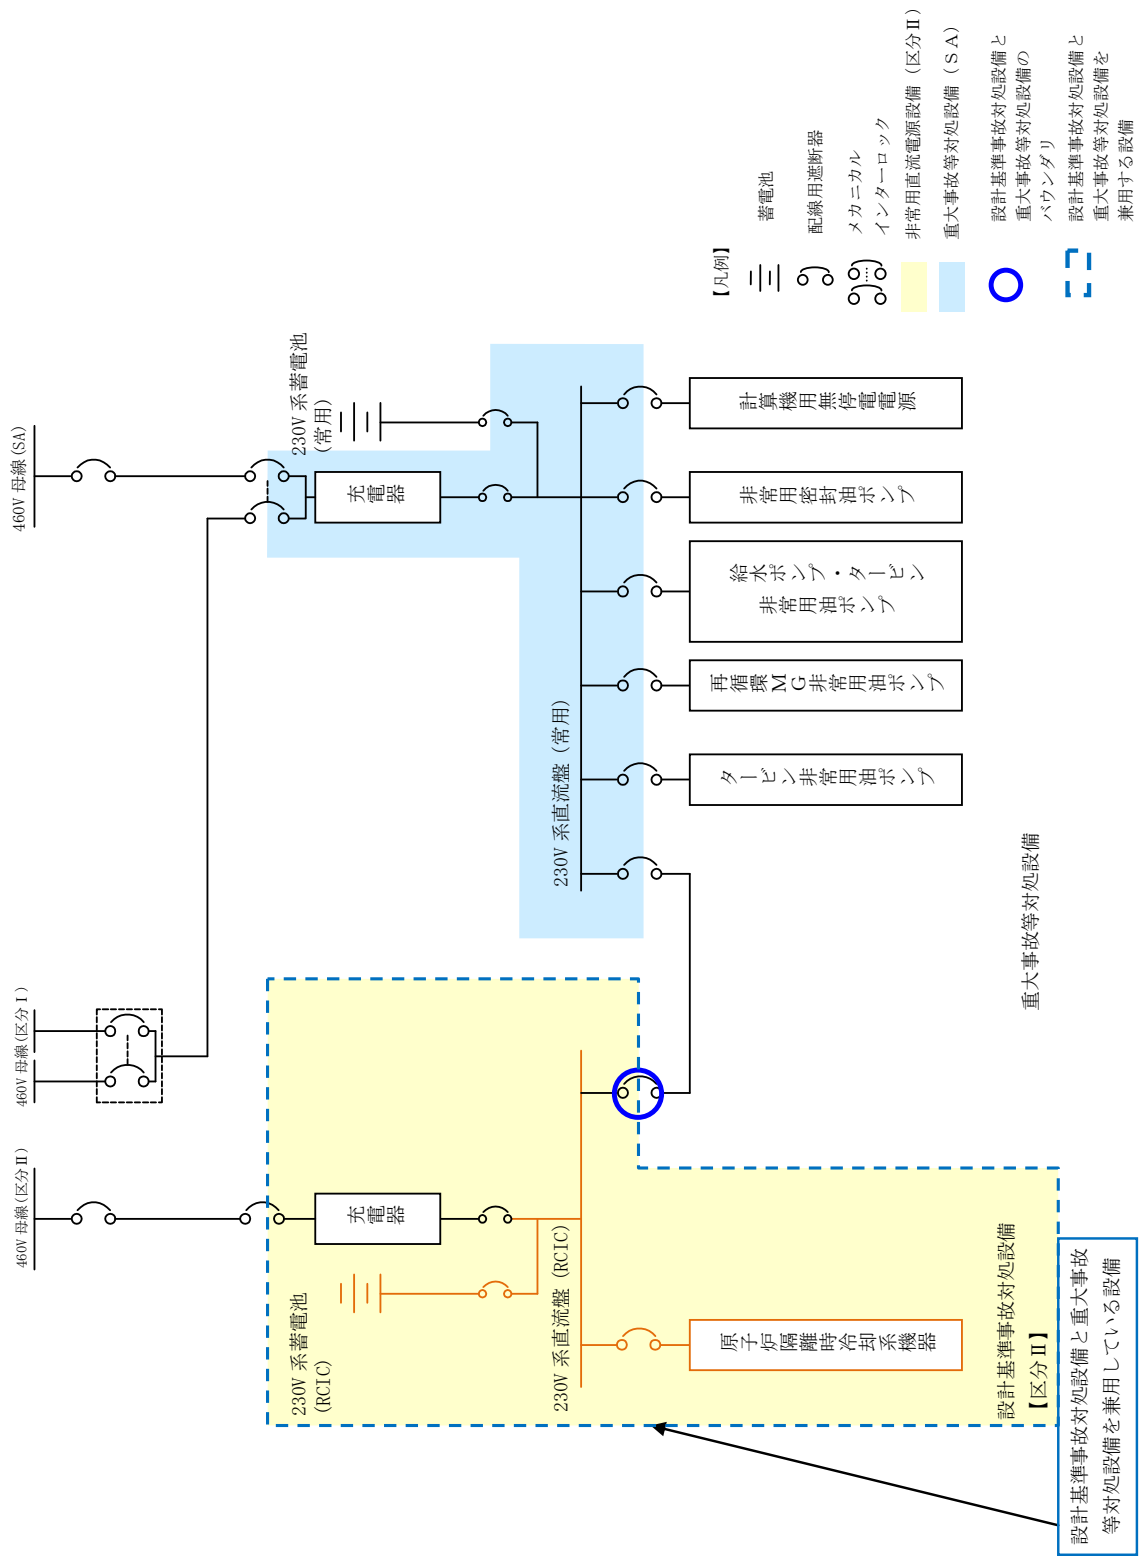 460V 母線(区分Ⅱ)
460V 母線(区分Ⅰ)
460V 母線(SA)
230V 系蓄電池
(RCIC)
充電器
230V 系蓄電池
(常用)
充電器
230V 系直流盤 (RCIC)
230V 系直流盤 (常用)
原子炉隔離時冷却系機器
タービン非常用油ポンプ
再循環MG非常用油ポンプ
給水ポンプ・タービン
非常用油ポンプ
非常用密封油ポンプ
計算機用無停電電源
設計基準事故対処設備
【区分Ⅱ】
重大事故等対処設備
設計基準事故対処設備と重大事故
等対処設備を兼用している設備
【凡例】
蓄電池
配線用遮断器
メカニカル
インターロック
非常用直流電源設備(区分Ⅱ)
重大事故等対処設備(SA)
設計基準事故対処設備と
重大事故等対処設備の
バウンダリ
設計基準事故対処設備と
重大事故等対処設備を
兼用する設備